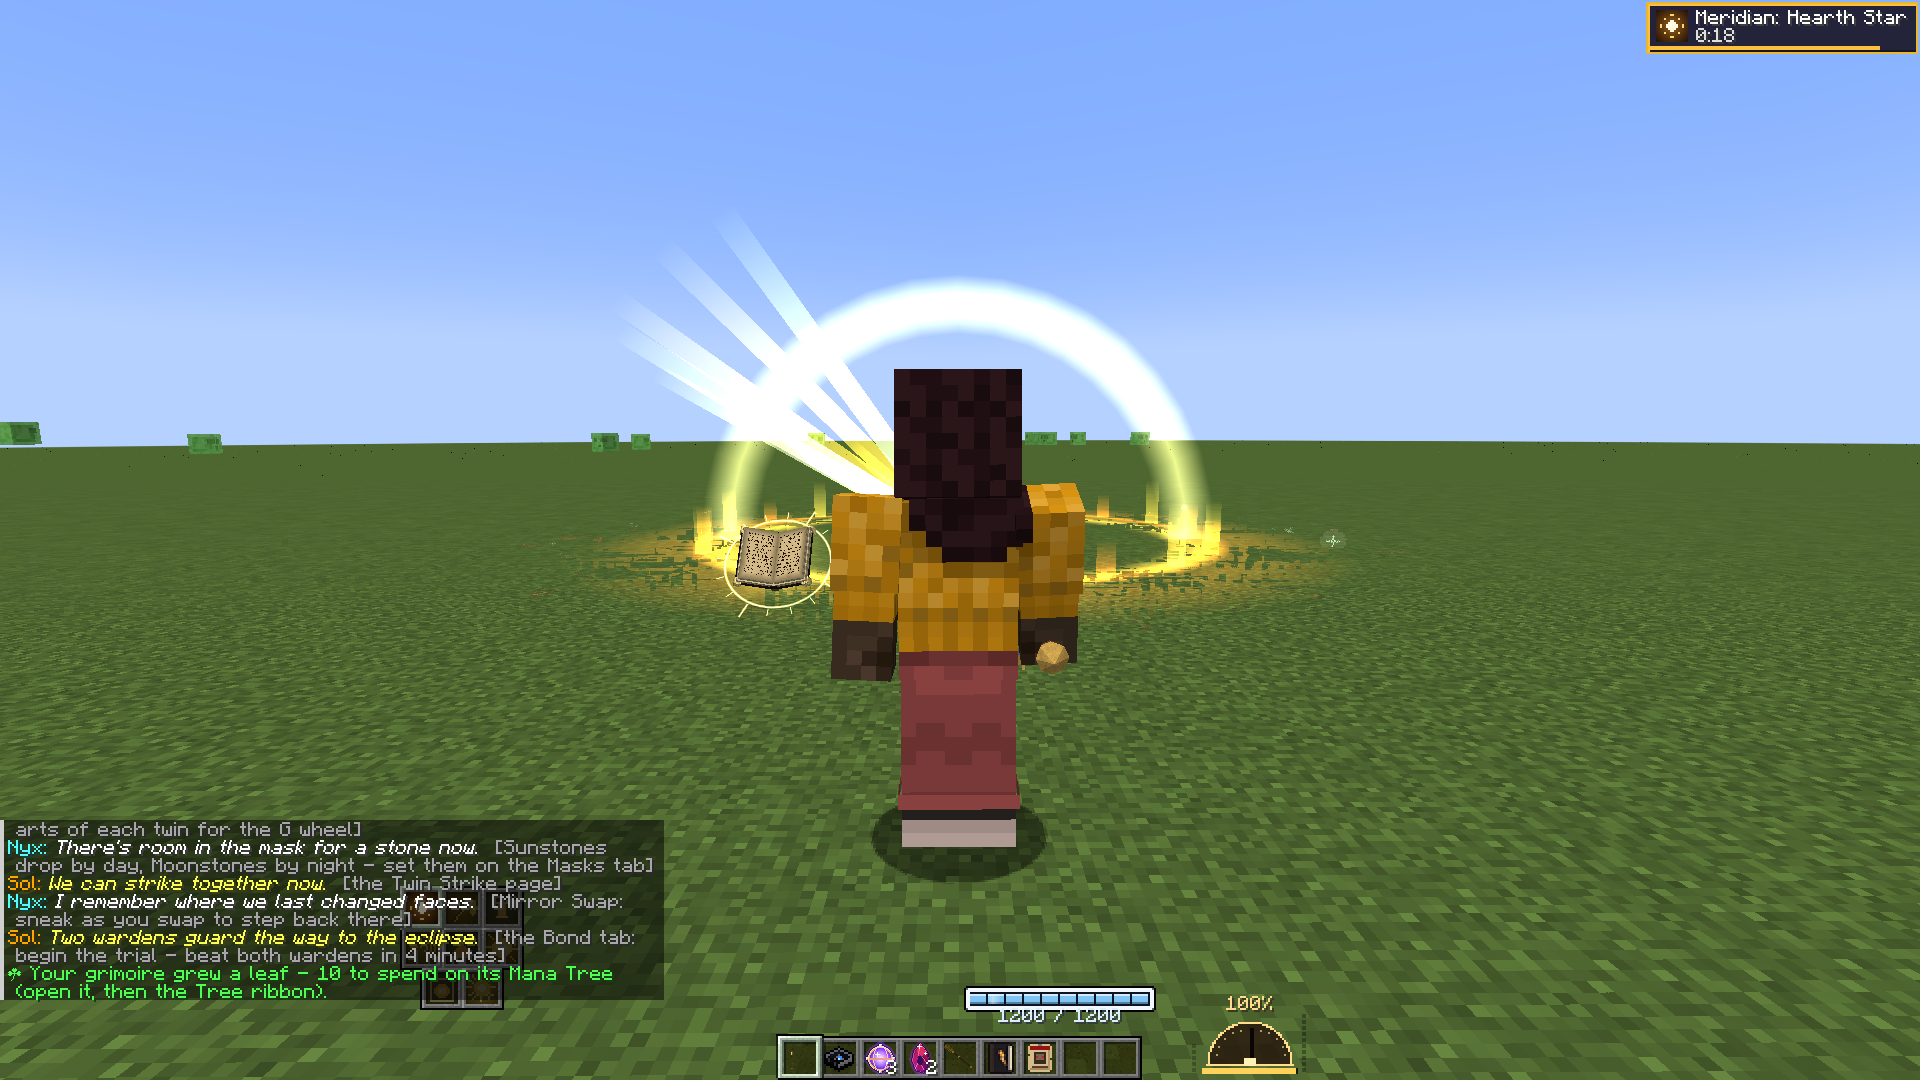 Meridian: Hearth Star
0:18
arts of each twin for the G wheel]
Nyx: There's room in the mask for a stone now. [Sunstones
drop by day, Moonstones by night - set them on the Masks tab]
Sol: We can strike together now. [the Twin Strike page]
Nyx: I remember where we last changed faces. [Mirror Swap:
sneak as you swap to step back there]
Sol: Two wardens guard the way to the eclipse. [the Bond tab:
begin the trial - beat both wardens in 4 minutes]
☘ Your grimoire grew a leaf - 10 to spend on its Mana Tree
(open it, then the Tree ribbon).
1200 / 1200
100%
3
2